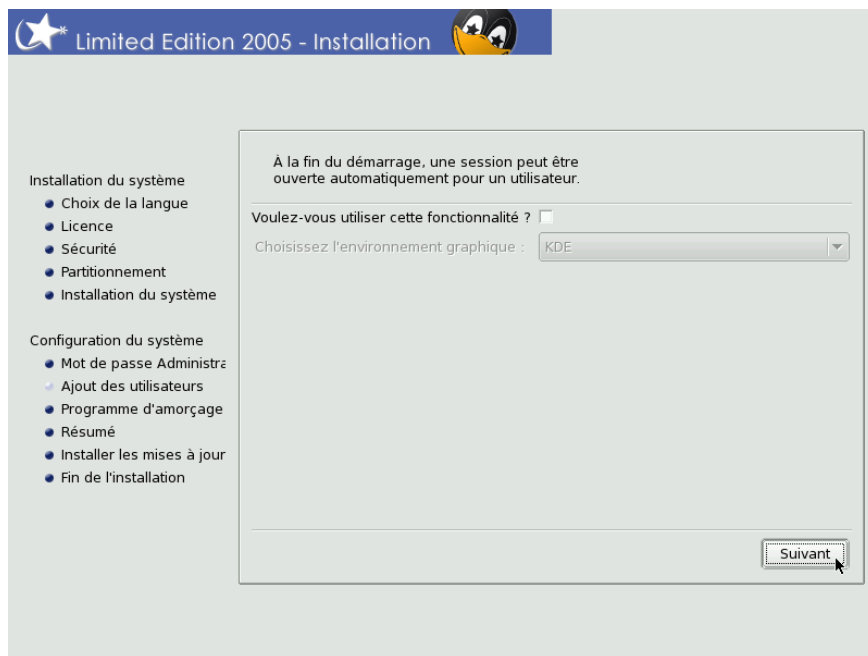 Limited Edition 2005 - Installation
Installation du système
Choix de la langue
Licence
Sécurité
Partitionnement
Installation du système
Configuration du système
Mot de passe Administra
Ajout des utilisateurs
Programme d'amorçage
Résumé
Installer les mises à jour
Fin de l'installation
À la fin du démarrage, une session peut être
ouverte automatiquement pour un utilisateur.
Voulez-vous utiliser cette fonctionnalité ?
Choisissez l'environnement graphique : KDE
Suivant